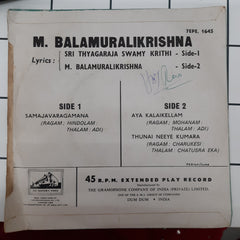 7EPE. 1645
M. BALAMURALIKRISHNA
Lyrics :
SRI THYAGARAJA SWAMY KRITHI - Side-1
M. BALAMURALIKRISHNA - Side-2
SIDE 1
SAMAJAVARAGAMANA
(RAGAM: HINDOLAM
THALAM: ADI)
SIDE 2
AYA KALAIKELLAM
(RAGAM: MOHANAM
THALAM: ADI)
THUNAI NEEYE KUMARA
(RAGAM: CHARUKESI
THALAM: CHATUSRA EKA)
45 R.P.M. EXTENDED PLAY RECORD
Manufactured by
THE GRAMOPHONE COMPANY OF INDIA (PRIVATE) LIMITED.
DUM DUM • INDIA